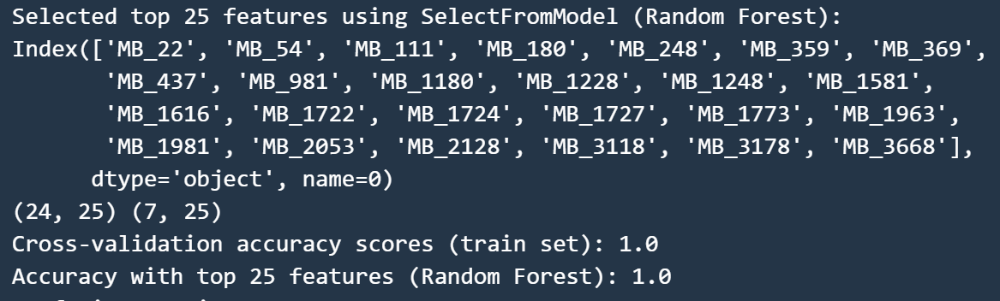 Selected top 25 features using SelectFromModel (Random Forest):
Index(['MB_22', 'MB_54', 'MB_111', 'MB_180', 'MB_248', 'MB_359', 'MB_369',
'MB_437', 'MB_981', 'MB_1180', 'MB_1228', 'MB_1248', 'MB_1581',
'MB_1616', 'MB_1722', 'MB_1724', 'MB_1727', 'MB_1773', 'MB_1963',
'MB_1981', 'MB_2053', 'MB_2128', 'MB_3118', 'MB_3178', 'MB_3668'],
dtype='object', name=0)
(24, 25) (7, 25)
Cross-validation accuracy scores (train set): 1.0
Accuracy with top 25 features (Random Forest): 1.0